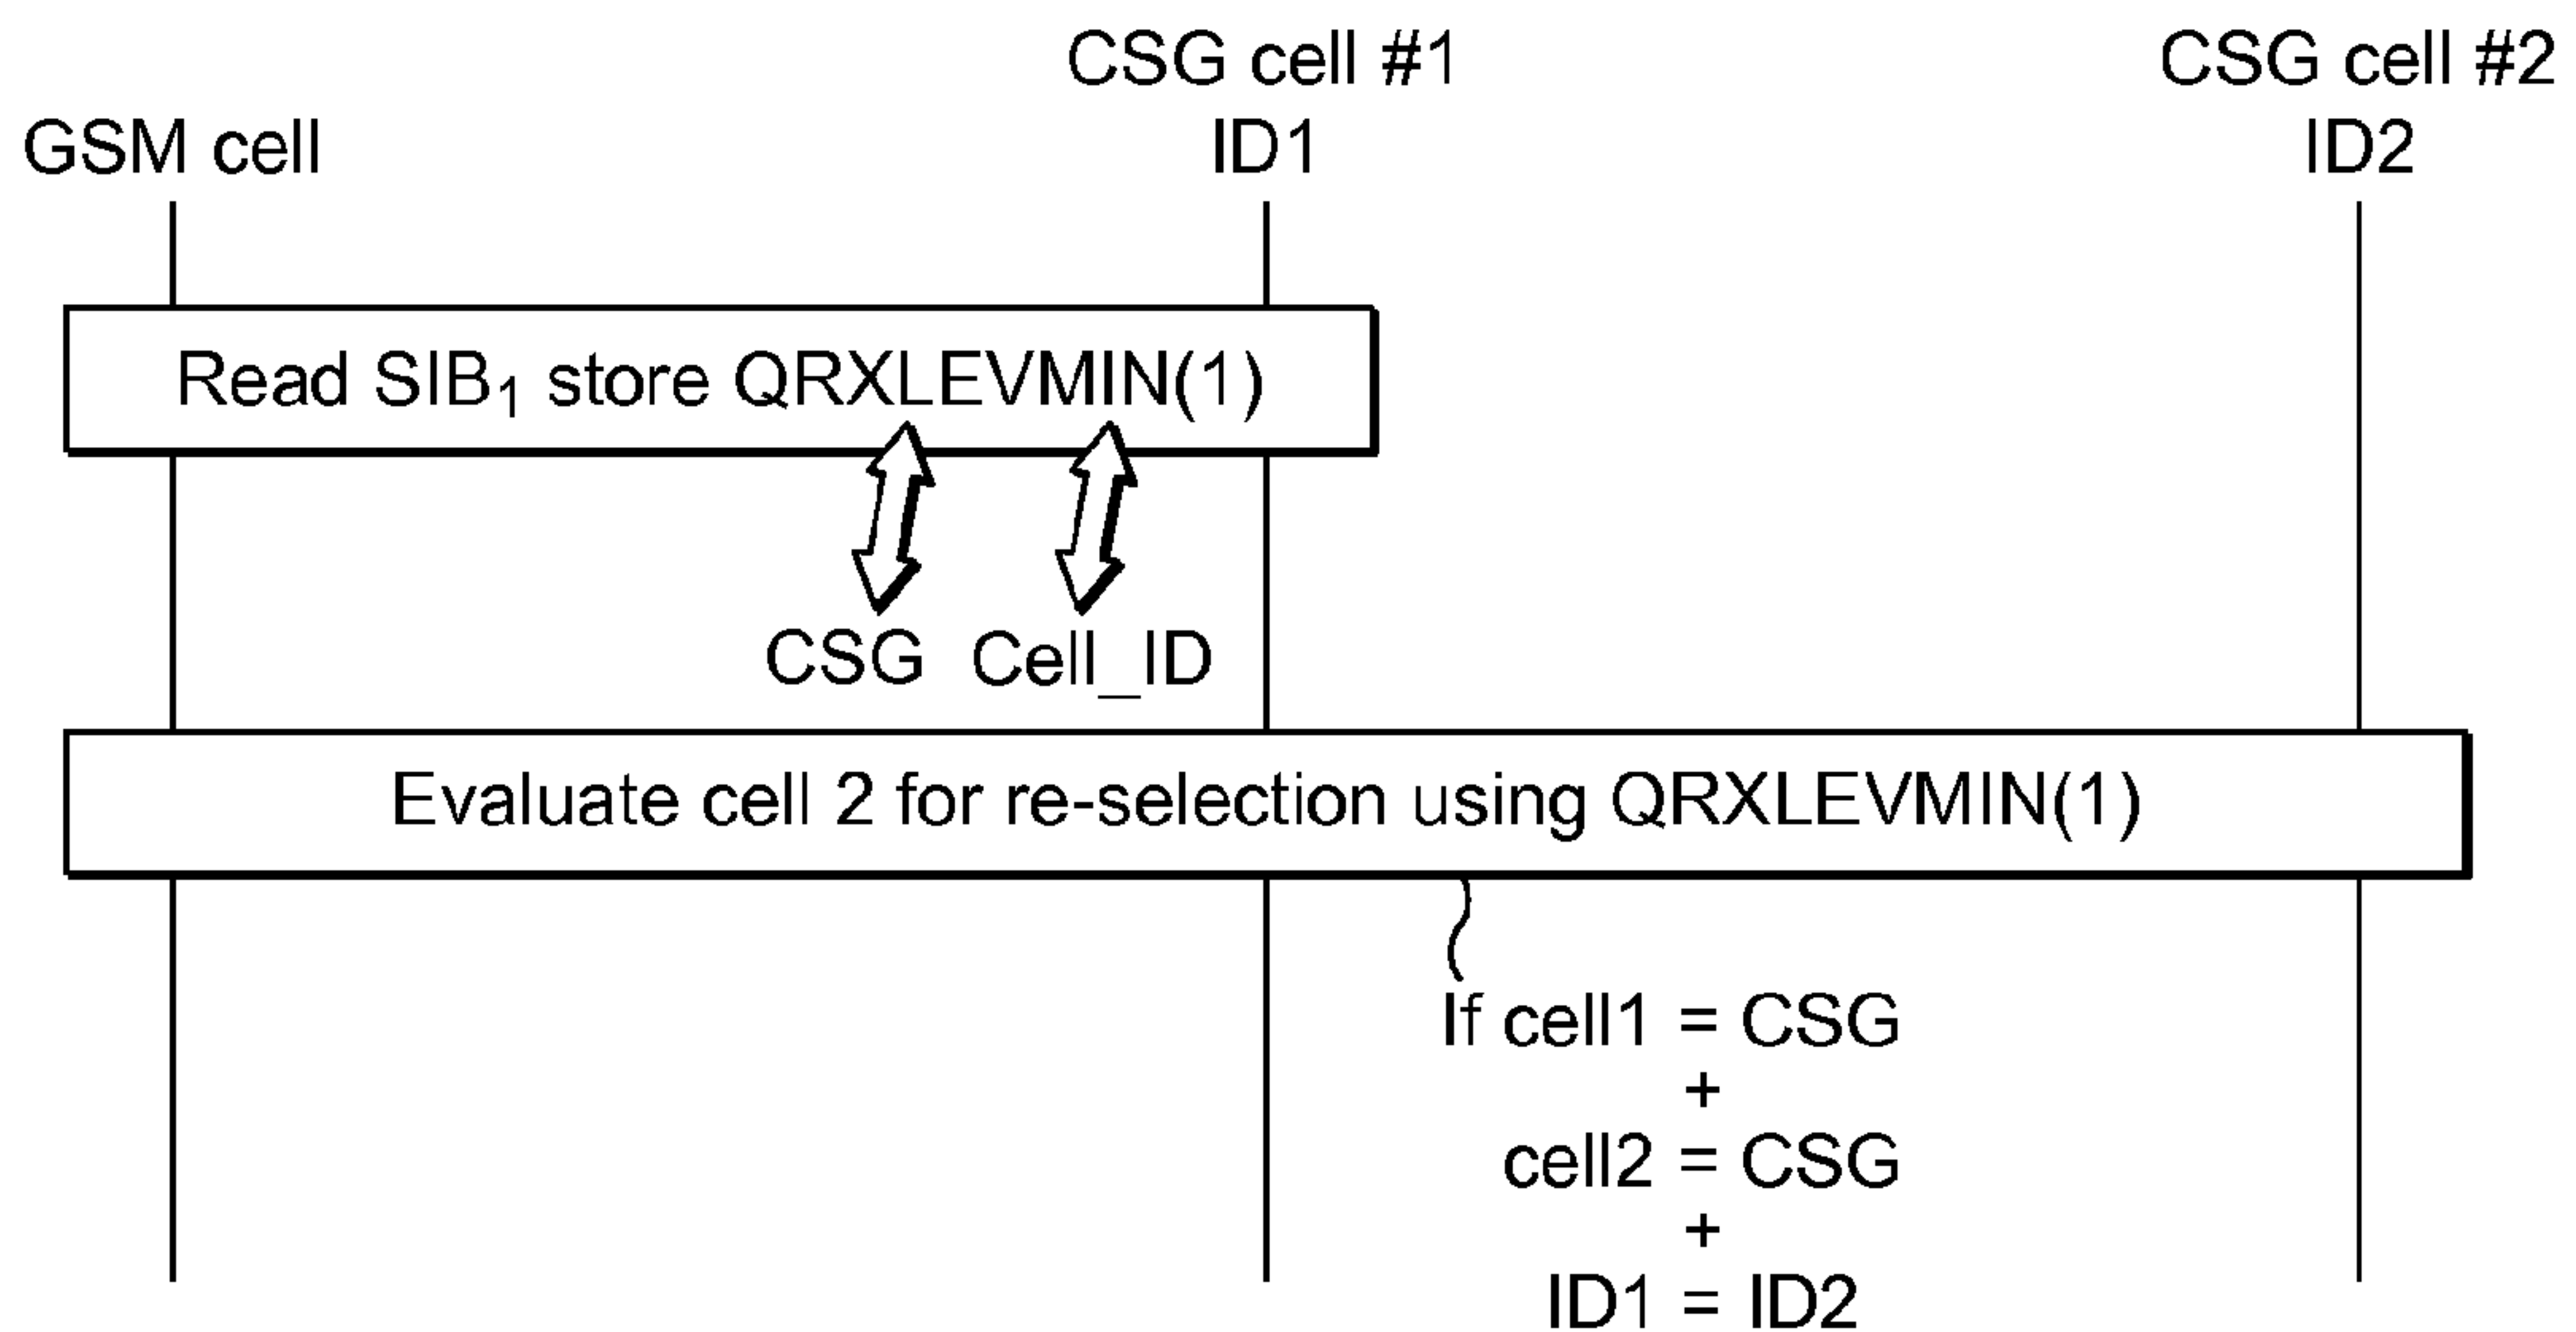 GSM cell
CSG cell #1
ID1
CSG cell #2
ID2
Read SIB₁ store QRXLEVMIN(1)
CSG Cell_ID
Evaluate cell 2 for re-selection using QRXLEVMIN(1)
If cell1 = CSG
+
cell2 = CSG
+
ID1 = ID2